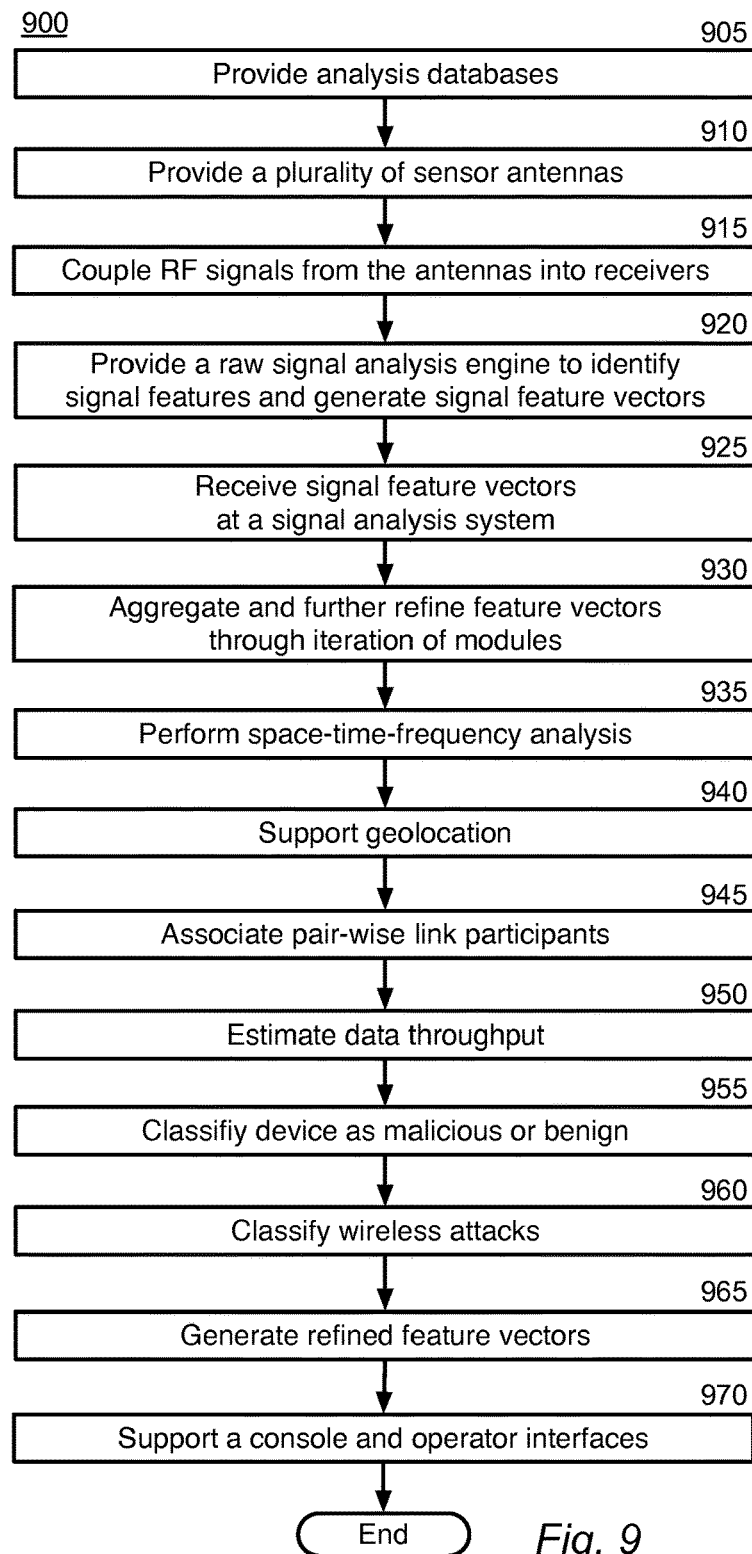 900
905
Provide analysis databases
910
Provide a plurality of sensor antennas
915
Couple RF signals from the antennas into receivers
920
Provide a raw signal analysis engine to identify
signal features and generate signal feature vectors
925
Receive signal feature vectors
at a signal analysis system
930
Aggregate and further refine feature vectors
through iteration of modules
935
Perform space-time-frequency analysis
940
Support geolocation
945
Associate pair-wise link participants
950
Estimate data throughput
955
Classifiy device as malicious or benign
960
Classify wireless attacks
965
Generate refined feature vectors
970
Support a console and operator interfaces
End
Fig. 9